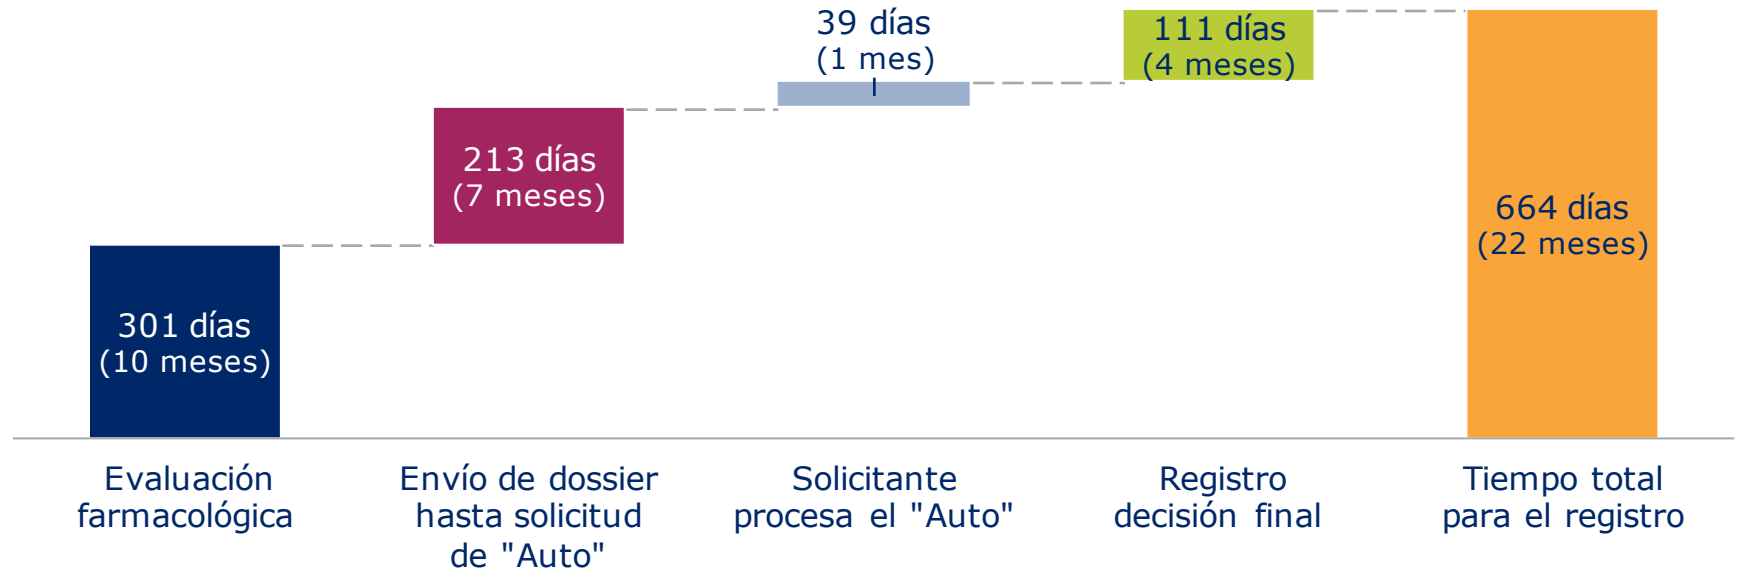 39 días
(1 mes)
111 días
(4 meses)
213 días
(7 meses)
664 días
(22 meses)
301 días
(10 meses)
Evaluación
farmacológica
Envío de dossier
hasta solicitud
de "Auto"
Solicitante
procesa el "Auto"
Registro
decisión final
Tiempo total
para el registro